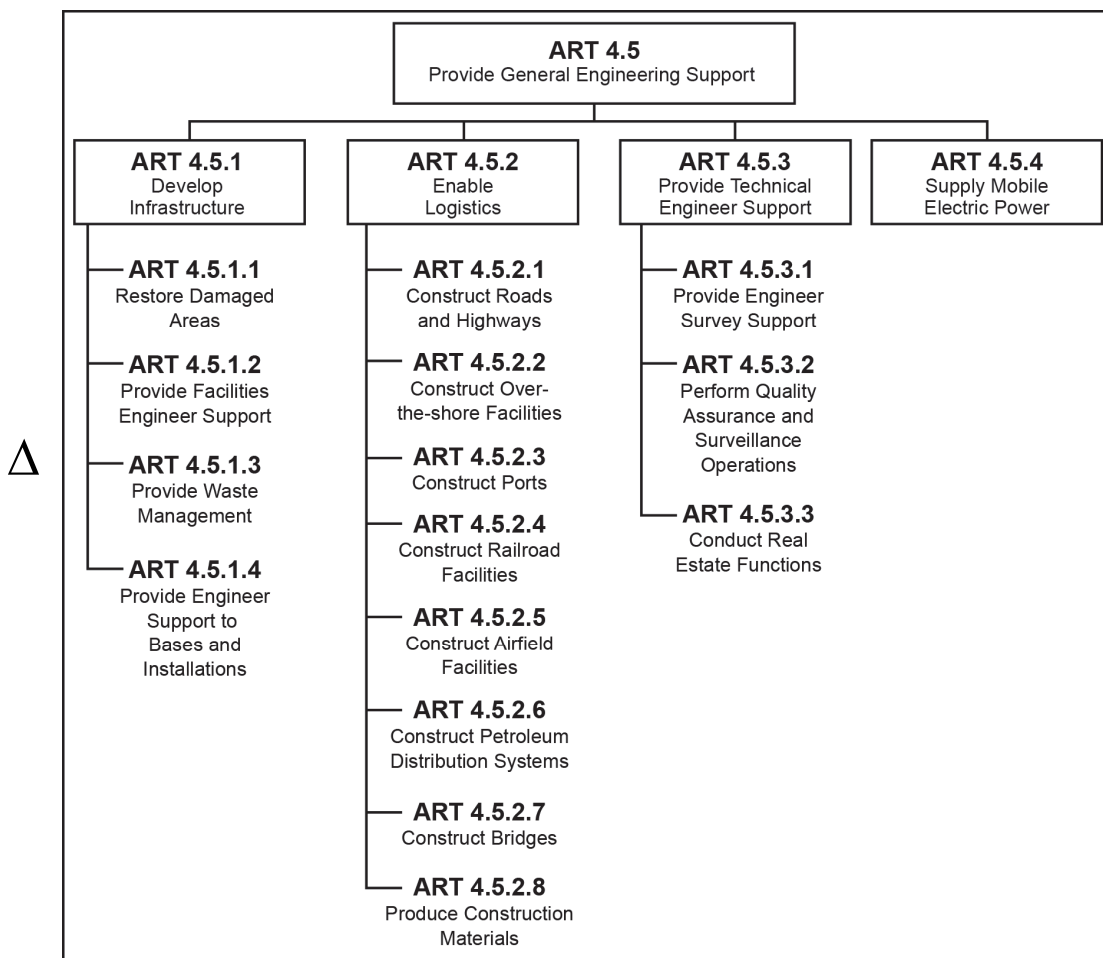 ART 4.5
Provide General Engineering Support
ART 4.5.1
Develop
Infrastructure
ART 4.5.1.1
Restore Damaged
Areas
ART 4.5.1.2
Provide Facilities
Engineer Support
ART 4.5.1.3
Provide Waste
Management
ART 4.5.1.4
Provide Engineer
Support to
Bases and
Installations
ART 4.5.2
Enable
Logistics
ART 4.5.2.1
Construct Roads
and Highways
ART 4.5.2.2
Construct Over-
the-shore Facilities
ART 4.5.2.3
Construct Ports
ART 4.5.2.4
Construct Railroad
Facilities
ART 4.5.2.5
Construct Airfield
Facilities
ART 4.5.2.6
Construct Petroleum
Distribution Systems
ART 4.5.2.7
Construct Bridges
ART 4.5.2.8
Produce Construction
Materials
ART 4.5.3
Provide Technical
Engineer Support
ART 4.5.3.1
Provide Engineer
Survey Support
ART 4.5.3.2
Perform Quality
Assurance and
Surveillance
Operations
ART 4.5.3.3
Conduct Real
Estate Functions
ART 4.5.4
Supply Mobile
Electric Power
Δ